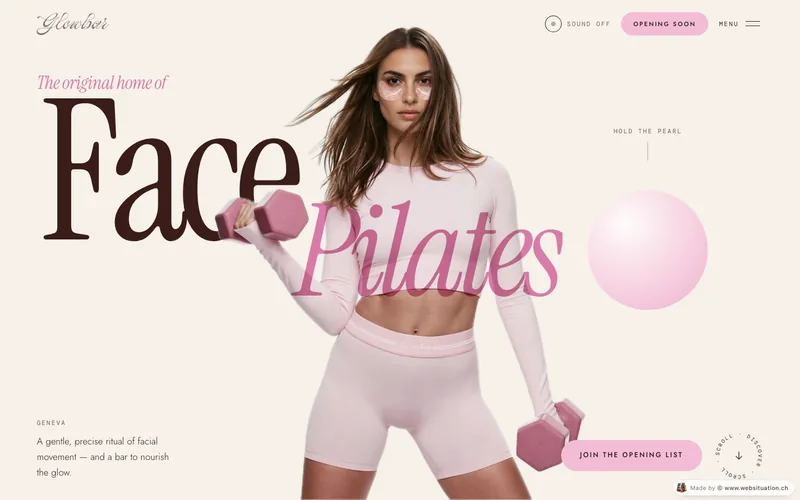 Glowbar
SOUND OFF
OPENING SOON
MENU
The original home of
Face
Pilates
HOLD THE PEARL
GENEVA
A gentle, precise ritual of facial
movement — and a bar to nourish
the glow.
JOIN THE OPENING LIST
SCROLL · DISCOVER · SCROLL ·
Made by © www.websituation.ch